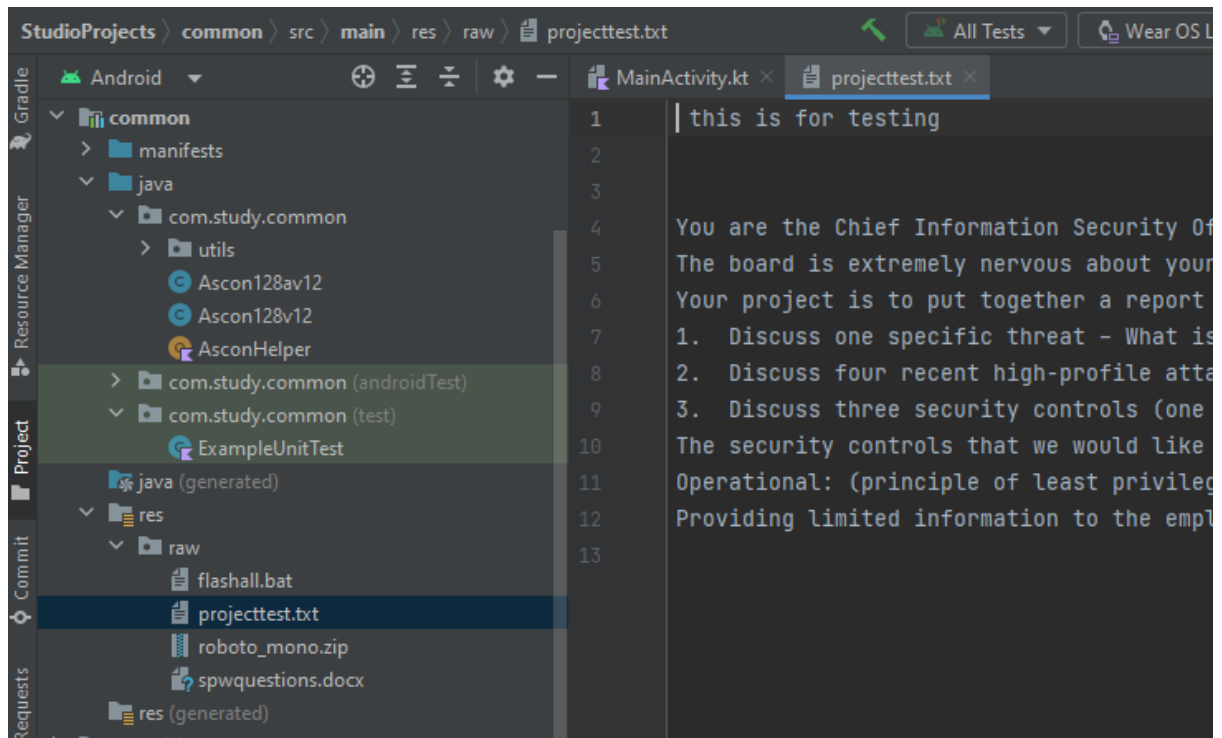 StudioProjects common src main res raw projecttest.txt All Tests Wear OS L
Gradle
Resource Manager
Project
Commit
Requests
Android
common
manifests
java
com.study.common
utils
Ascon128av12
Ascon128v12
AsconHelper
com.study.common (androidTest)
com.study.common (test)
ExampleUnitTest
java (generated)
res
raw
flashall.bat
projecttest.txt
roboto_mono.zip
spwquestions.docx
res (generated)
MainActivity.kt projecttest.txt
1 this is for testing
2
3
4 You are the Chief Information Security Of
5 The board is extremely nervous about your
6 Your project is to put together a report
7 1. Discuss one specific threat – What is
8 2. Discuss four recent high-profile atta
9 3. Discuss three security controls (one
10 The security controls that we would like
11 Operational: (principle of least privileg
12 Providing limited information to the empl
13